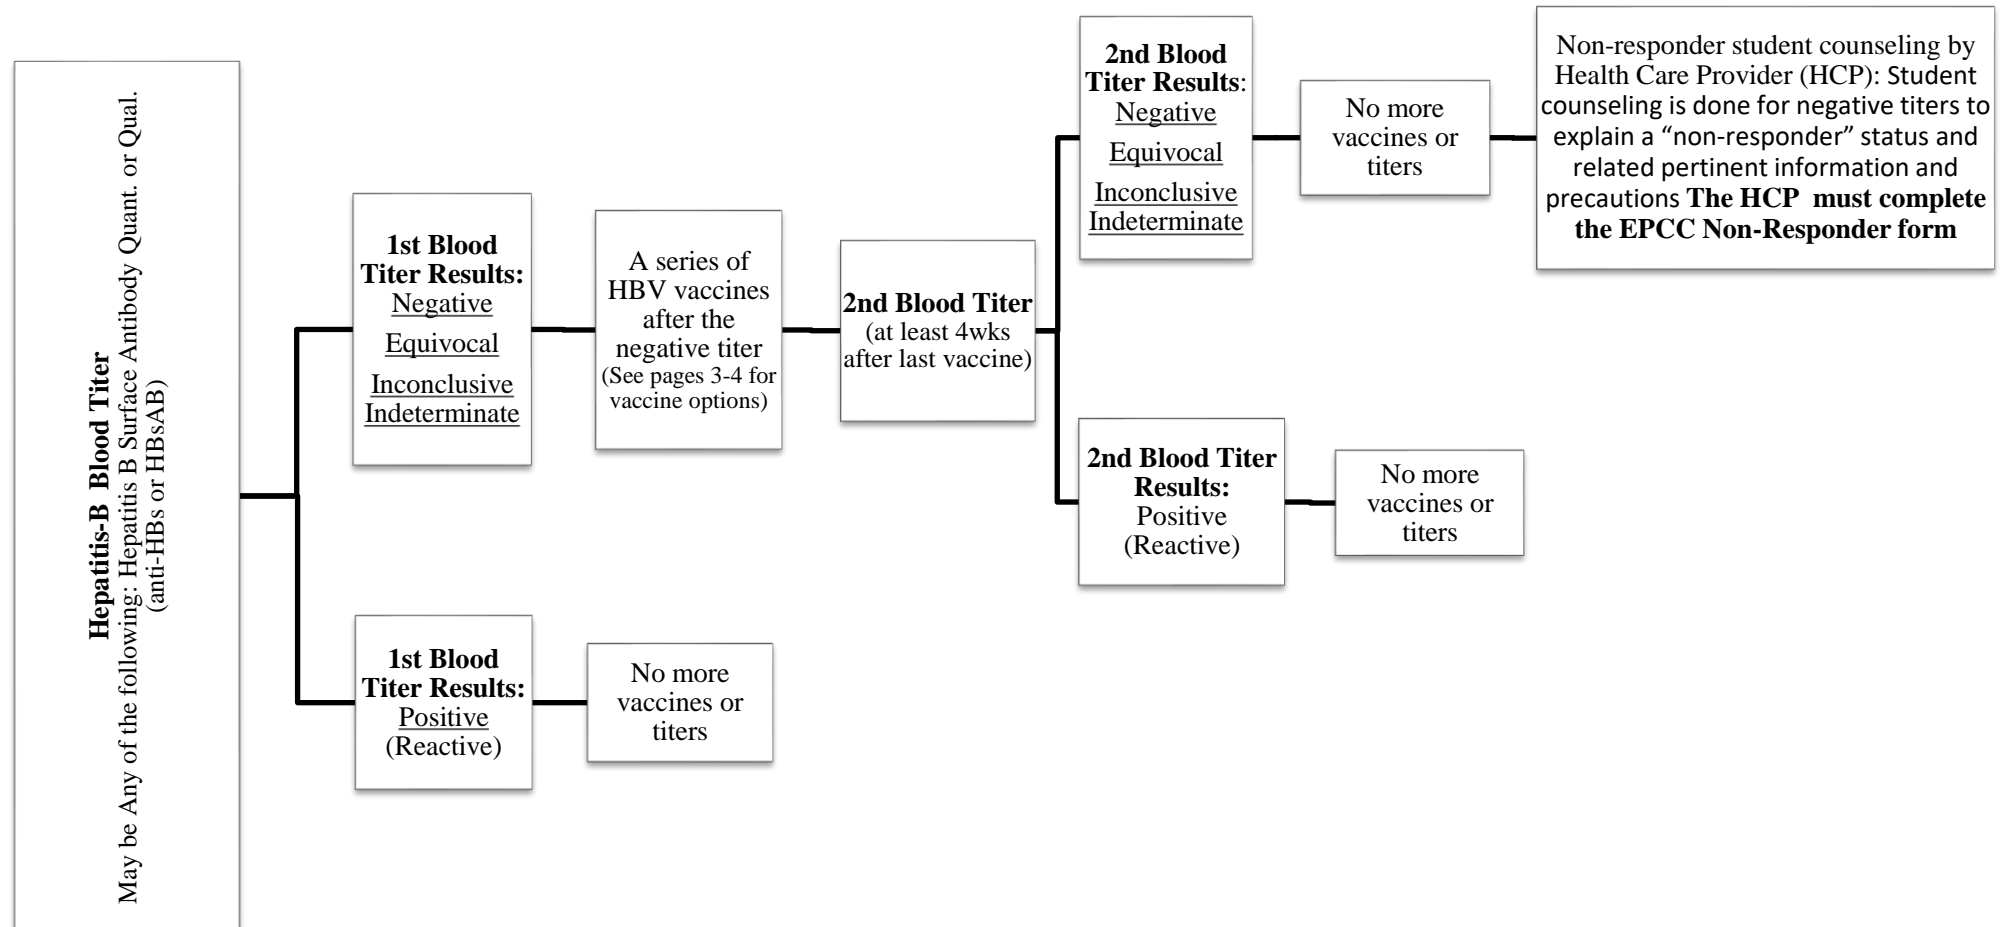 Hepatitis-B  Blood Titer
May be Any of the following: Hepatitis B Surface Antibody Quant. or Qual.
(anti-HBs or HBsAB)
1st Blood
Titer Results:
Negative
Equivocal
Inconclusive
Indeterminate
A series of
HBV vaccines
after the
negative titer
(See pages 3-4 for
vaccine options)
2nd Blood Titer
(at least 4wks
after last vaccine)
2nd Blood
Titer Results:
Negative
Equivocal
Inconclusive
Indeterminate
No more
vaccines or
titers
Non-responder student counseling by
Health Care Provider (HCP): Student
counseling is done for negative titers to
explain a “non-responder” status and
related pertinent information and
precautions The HCP  must complete
the EPCC Non-Responder form
2nd Blood Titer
Results:
Positive
(Reactive)
No more
vaccines or
titers
1st Blood
Titer Results:
Positive
(Reactive)
No more
vaccines or
titers